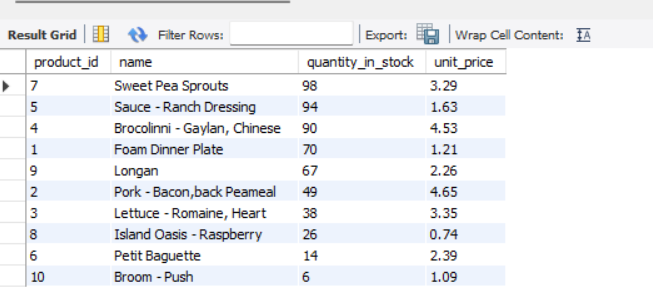 Result Grid Filter Rows: Export: Wrap Cell Content: IA
product_id name quantity_in_stock unit_price
7 Sweet Pea Sprouts 98 3.29
5 Sauce - Ranch Dressing 94 1.63
4 Brocolinni - Gaylan, Chinese 90 4.53
1 Foam Dinner Plate 70 1.21
9 Longan 67 2.26
2 Pork - Bacon,back Peameal 49 4.65
3 Lettuce - Romaine, Heart 38 3.35
8 Island Oasis - Raspberry 26 0.74
6 Petit Baguette 14 2.39
10 Broom - Push 6 1.09